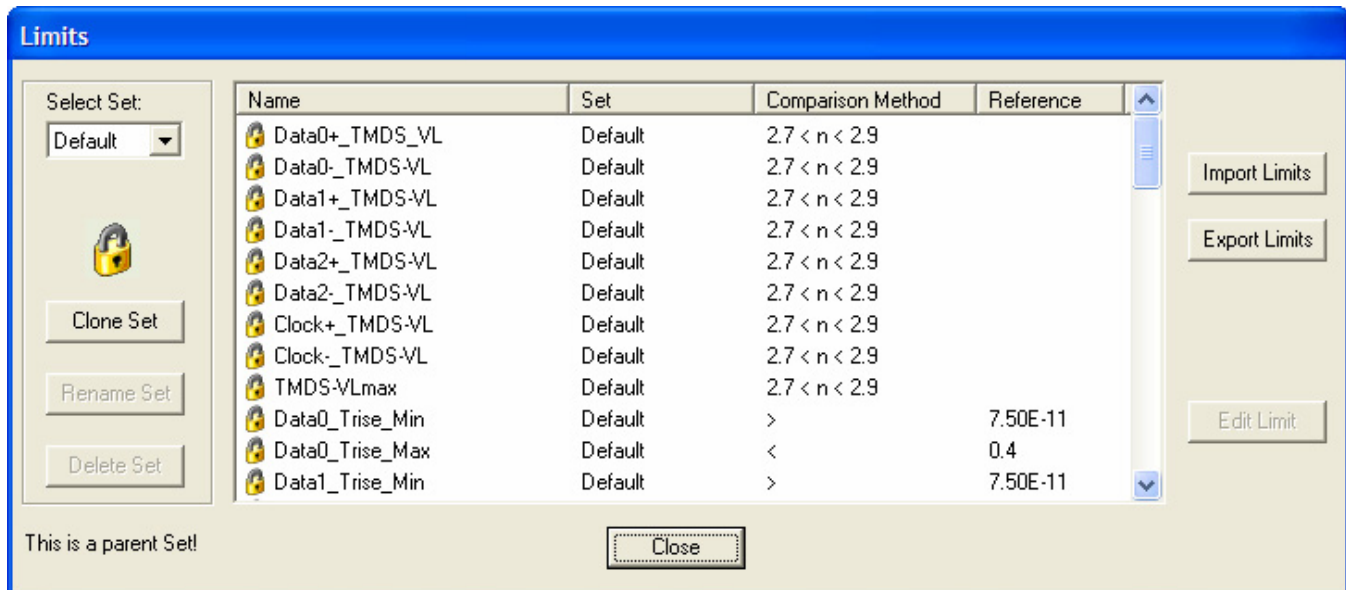 Limits
Select Set:
Default
Clone Set
Rename Set
Delete Set
This is a parent Set!
Name Set Comparison Method Reference
Data0+_TMDS_VL Default 2.7 < n < 2.9
Data0-_TMDS-VL Default 2.7 < n < 2.9
Data1+_TMDS-VL Default 2.7 < n < 2.9
Data1-_TMDS-VL Default 2.7 < n < 2.9
Data2+_TMDS-VL Default 2.7 < n < 2.9
Data2-_TMDS-VL Default 2.7 < n < 2.9
Clock+_TMDS-VL Default 2.7 < n < 2.9
Clock-_TMDS-VL Default 2.7 < n < 2.9
TMDS-VLmax Default 2.7 < n < 2.9
Data0_Trise_Min Default > 7.50E-11
Data0_Trise_Max Default < 0.4
Data1_Trise_Min Default > 7.50E-11
Import Limits
Export Limits
Edit Limit
Close